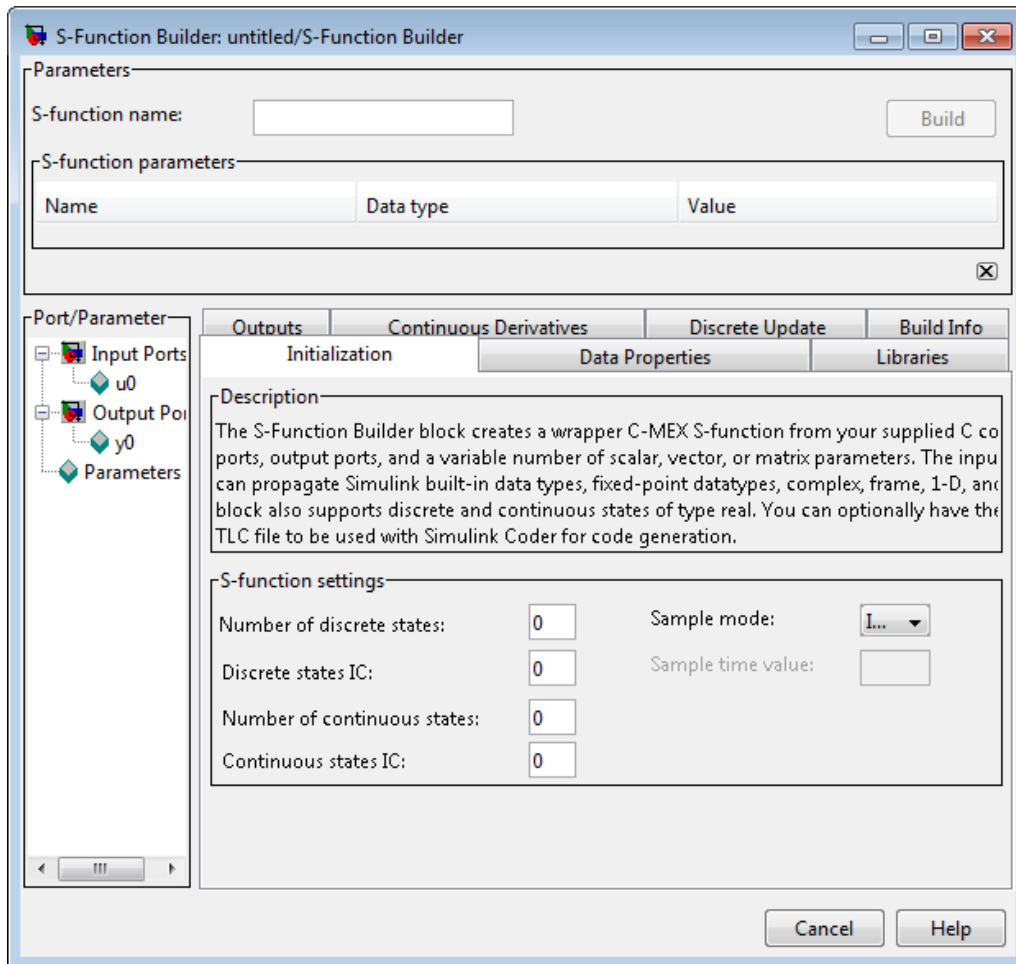 S-Function Builder: untitled/S-Function Builder
Parameters
S-function name:
Build
S-function parameters
Name Data type Value
Port/Parameter
Input Ports
u0
Output Por
y0
Parameters
Outputs Continuous Derivatives Discrete Update Build Info
Initialization Data Properties Libraries
Description
The S-Function Builder block creates a wrapper C-MEX S-function from your supplied C co
ports, output ports, and a variable number of scalar, vector, or matrix parameters. The inpu
can propagate Simulink built-in data types, fixed-point datatypes, complex, frame, 1-D, and
block also supports discrete and continuous states of type real. You can optionally have the
TLC file to be used with Simulink Coder for code generation.
S-function settings
Number of discrete states: 0 Sample mode: I...
Discrete states IC: 0 Sample time value:
Number of continuous states: 0
Continuous states IC: 0
Cancel Help